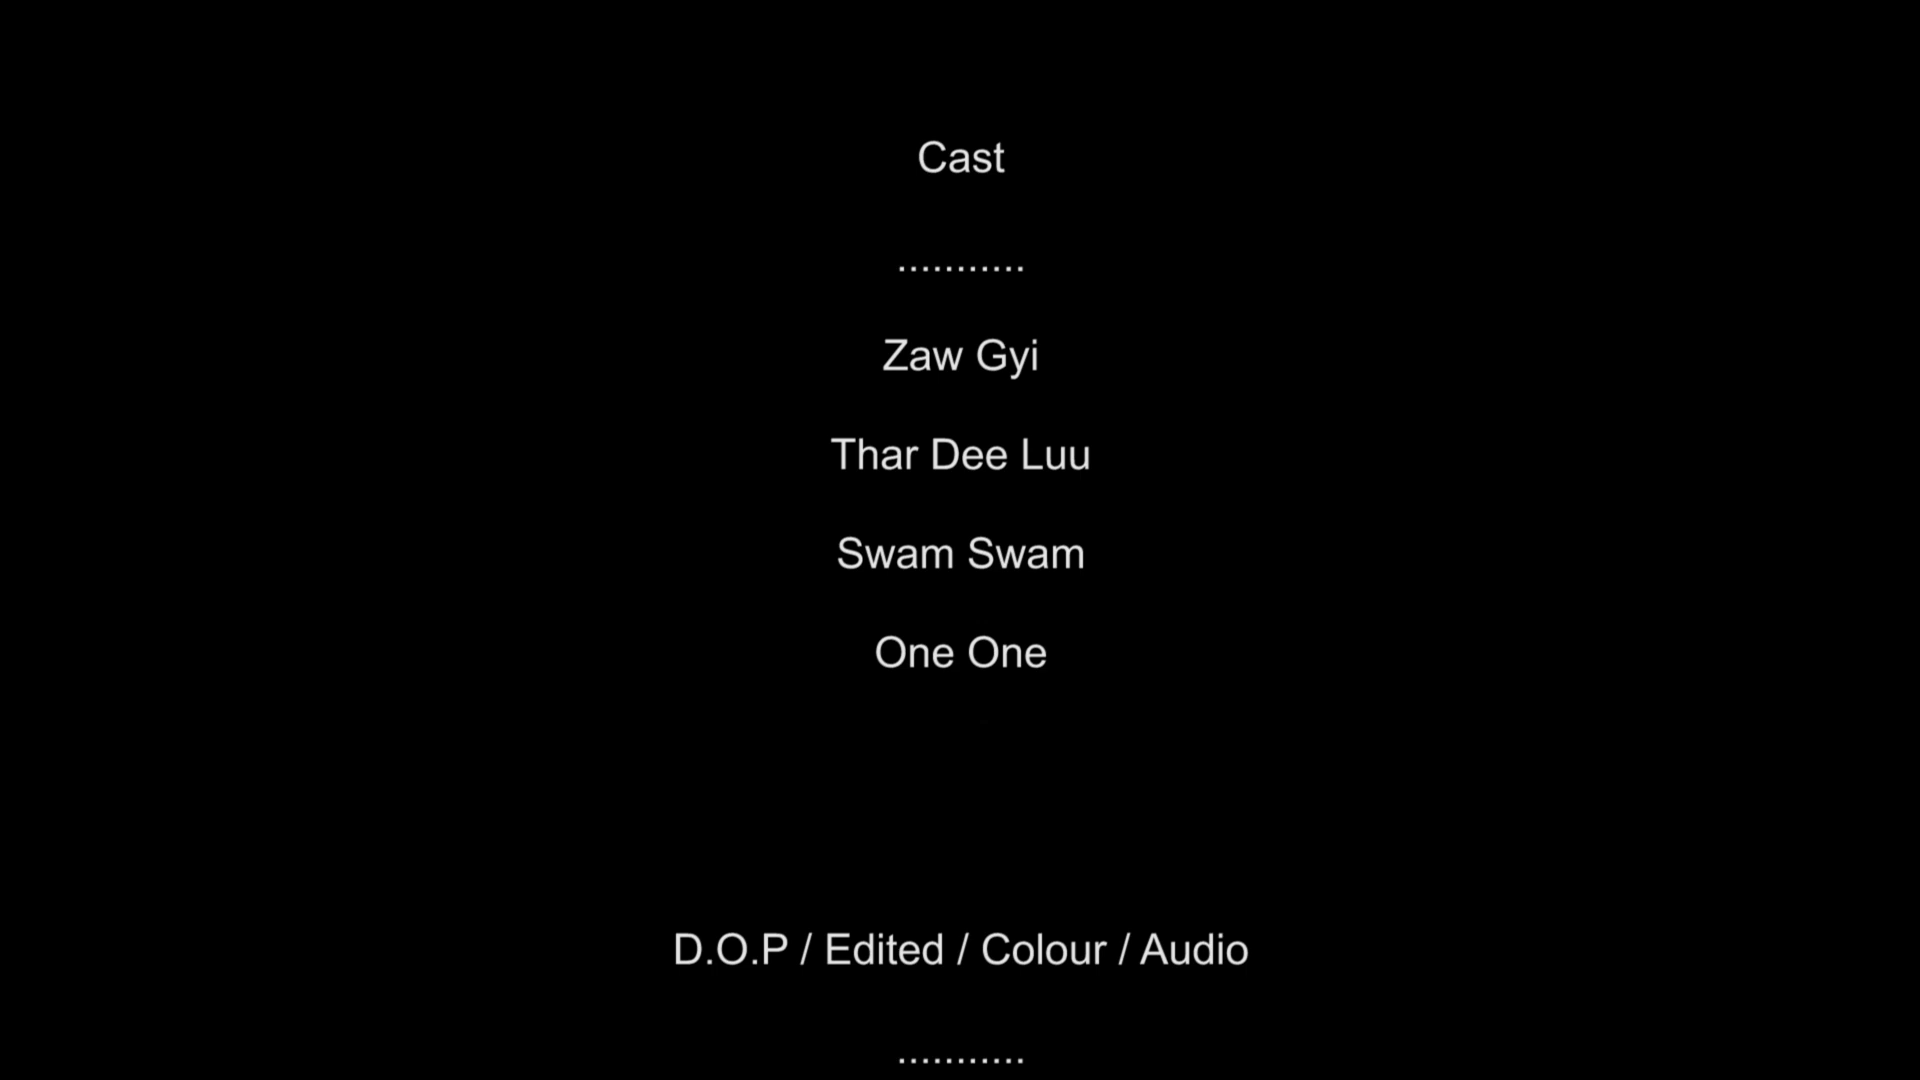 Cast
...........
Zaw Gyi
Thar Dee Luu
Swam Swam
One One
D.O.P / Edited / Colour / Audio
...........